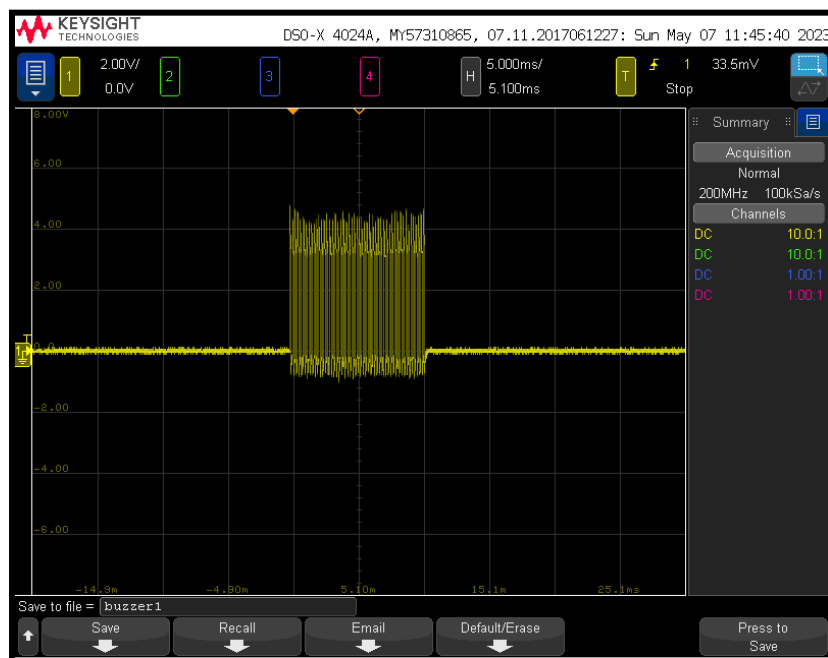 KEYSIGHT
TECHNOLOGIES
DSO-X 4024A, MY57310865, 07.11.2017061227: Sun May 07 11:45:40 2023
1 2.00V/ 2 3 4 H 5.000ms/ T 1 33.5mV
0.0V 5.100ms Stop
8.00V
6.00
4.00
2.00
0.0V
-2.00
-4.00
-6.00
-14.9m -4.90m 5.10m 15.1m 25.1ms
T
1
Summary
Acquisition
Normal
200MHz 100kSa/s
Channels
DC 10.0:1
DC 10.0:1
DC 1.00:1
DC 1.00:1
Save to file = buzzer1
Save Recall Email Default/Erase Press to
Save